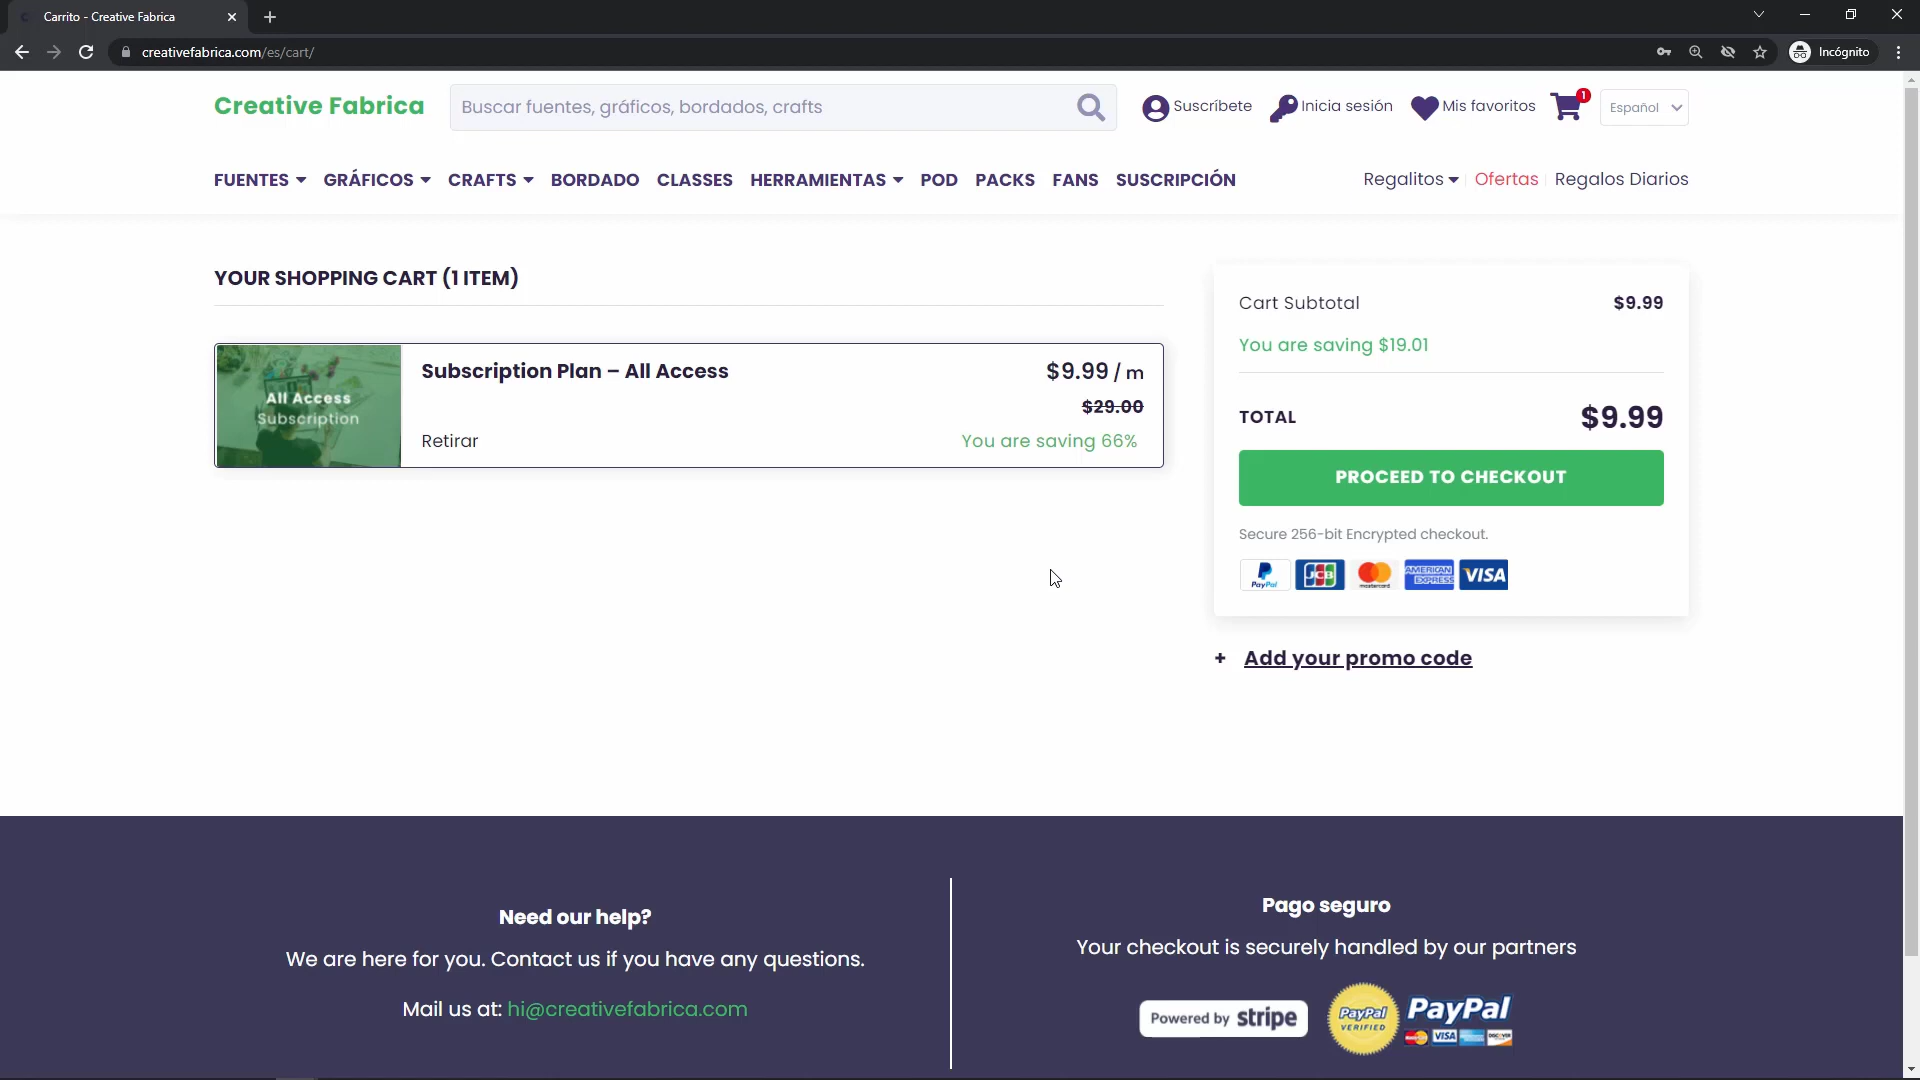 Carrito - Creative Fabrica
creativefabrica.com/es/cart/
Incógnito
Creative Fabrica
Buscar fuentes, gráficos, bordados, crafts
Suscríbete
Inicia sesión
Mis favoritos
1
Español
FUENTES GRÁFICOS CRAFTS BORDADO CLASSES HERRAMIENTAS POD PACKS FANS SUSCRIPCIÓN
Regalitos Ofertas Regalos Diarios
YOUR SHOPPING CART (1 ITEM)
All Access
Subscription
Subscription Plan – All Access
$9.99 / m
$29.00
Retirar
You are saving 66%
Cart Subtotal $9.99
You are saving $19.01
TOTAL $9.99
PROCEED TO CHECKOUT
Secure 256-bit Encrypted checkout.
PayPal JCB mastercard AMERICAN EXPRESS VISA
+ Add your promo code
Need our help?
We are here for you. Contact us if you have any questions.
Mail us at: hi@creativefabrica.com
Pago seguro
Your checkout is securely handled by our partners
Powered by stripe
PayPal
VERIFIED
PayPal
VISA